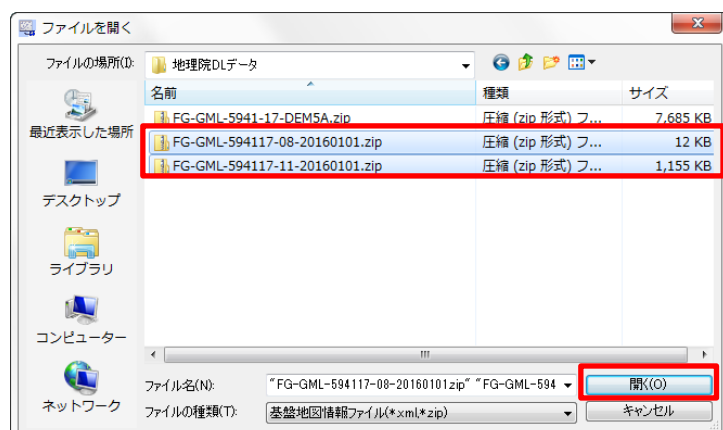 ファイルを開く
ファイルの場所(I):
地理院DLデータ
名前 種類 サイズ
FG-GML-5941-17-DEM5A.zip 圧縮 (zip 形式) フ... 7,685 KB
FG-GML-594117-08-20160101.zip 圧縮 (zip 形式) フ... 12 KB
FG-GML-594117-11-20160101.zip 圧縮 (zip 形式) フ... 1,155 KB
最近表示した場所
デスクトップ
ライブラリ
コンピューター
ネットワーク
ファイル名(N): "FG-GML-594117-08-20160101zip" "FG-GML-594 開く(O)
ファイルの種類(T): 基盤地図情報ファイル(*.xml,*.zip) キャンセル